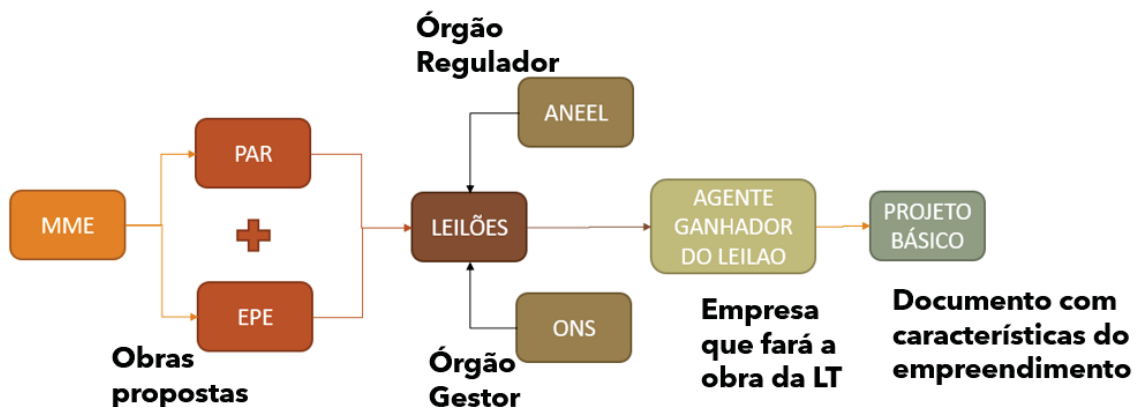 Órgão
Regulador
ANEEL
PAR
MME
LEILÕES
AGENTE
GANHADOR
DO LEILAO
PROJETO
BÁSICO
EPE
ONS
Obras
propostas
Órgão
Gestor
Empresa
que fará a
obra da LT
Documento com
características do
empreendimento